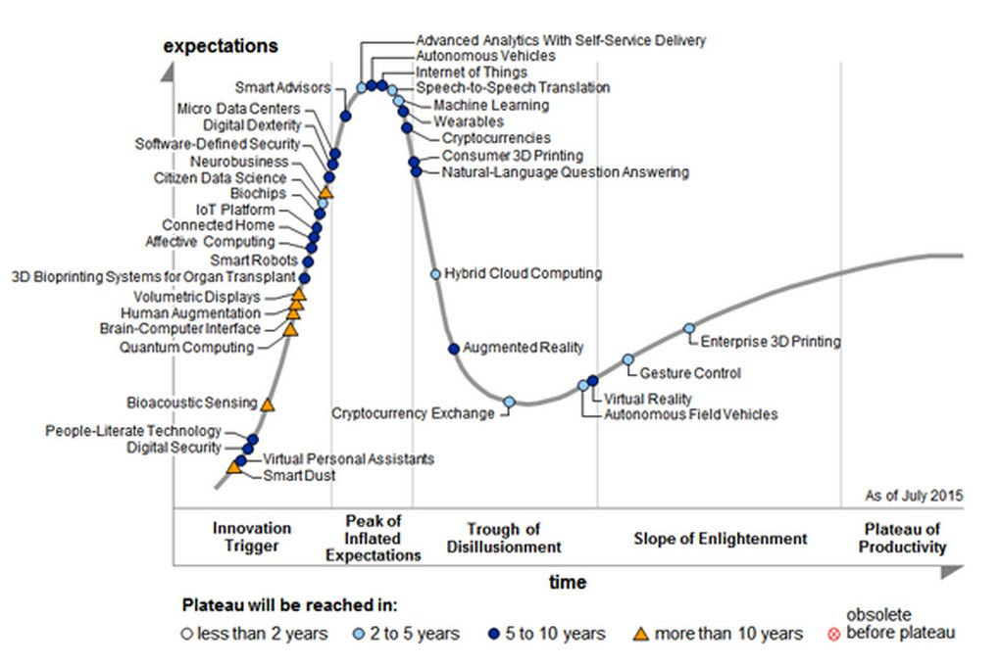 expectations
Advanced Analytics With Self-Service Delivery
Autonomous Vehicles
Internet of Things
Speech-to-Speech Translation
Machine Learning
Wearables
Cryptocurrencies
Consumer 3D Printing
Natural-Language Question Answering
Smart Advisors
Micro Data Centers
Digital Dexterity
Software-Defined Security
Neurobusiness
Citizen Data Science
Biochips
IoT Platform
Connected Home
Affective Computing
Smart Robots
3D Bioprinting Systems for Organ Transplant
Volumetric Displays
Human Augmentation
Brain-Computer Interface
Quantum Computing
Bioacoustic Sensing
People-Literate Technology
Digital Security
Virtual Personal Assistants
Smart Dust
Hybrid Cloud Computing
Augmented Reality
Cryptocurrency Exchange
Enterprise 3D Printing
Gesture Control
Virtual Reality
Autonomous Field Vehicles
As of July 2015
Innovation
Trigger
Peak of
Inflated
Expectations
Trough of
Disillusionment
Slope of Enlightenment
Plateau of
Productivity
time
Plateau will be reached in:
less than 2 years
2 to 5 years
5 to 10 years
more than 10 years
obsolete
before plateau